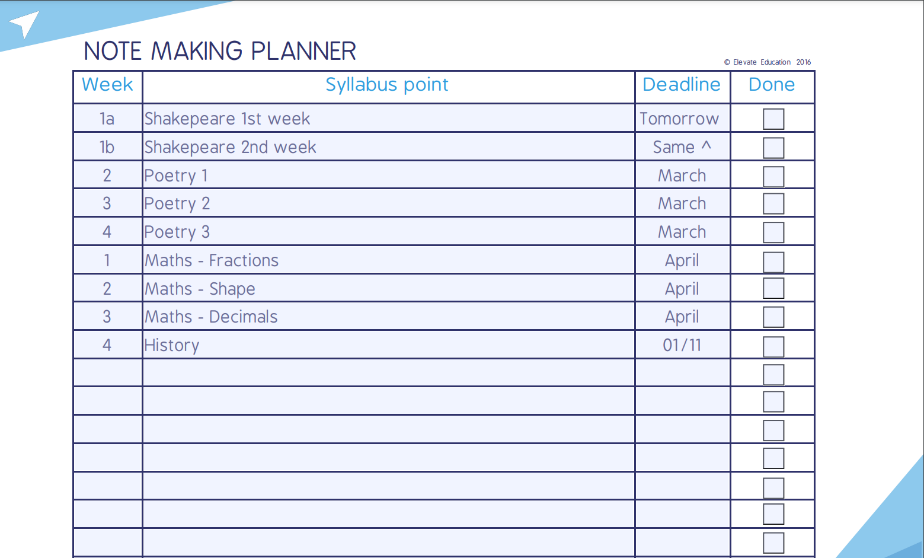 NOTE MAKING PLANNER
© Elevate Education 2016
Week Syllabus point Deadline Done
1a Shakepeare 1st week Tomorrow
1b Shakepeare 2nd week Same ^
2 Poetry 1 March
3 Poetry 2 March
4 Poetry 3 March
1 Maths - Fractions April
2 Maths - Shape April
3 Maths - Decimals April
4 History 01/11